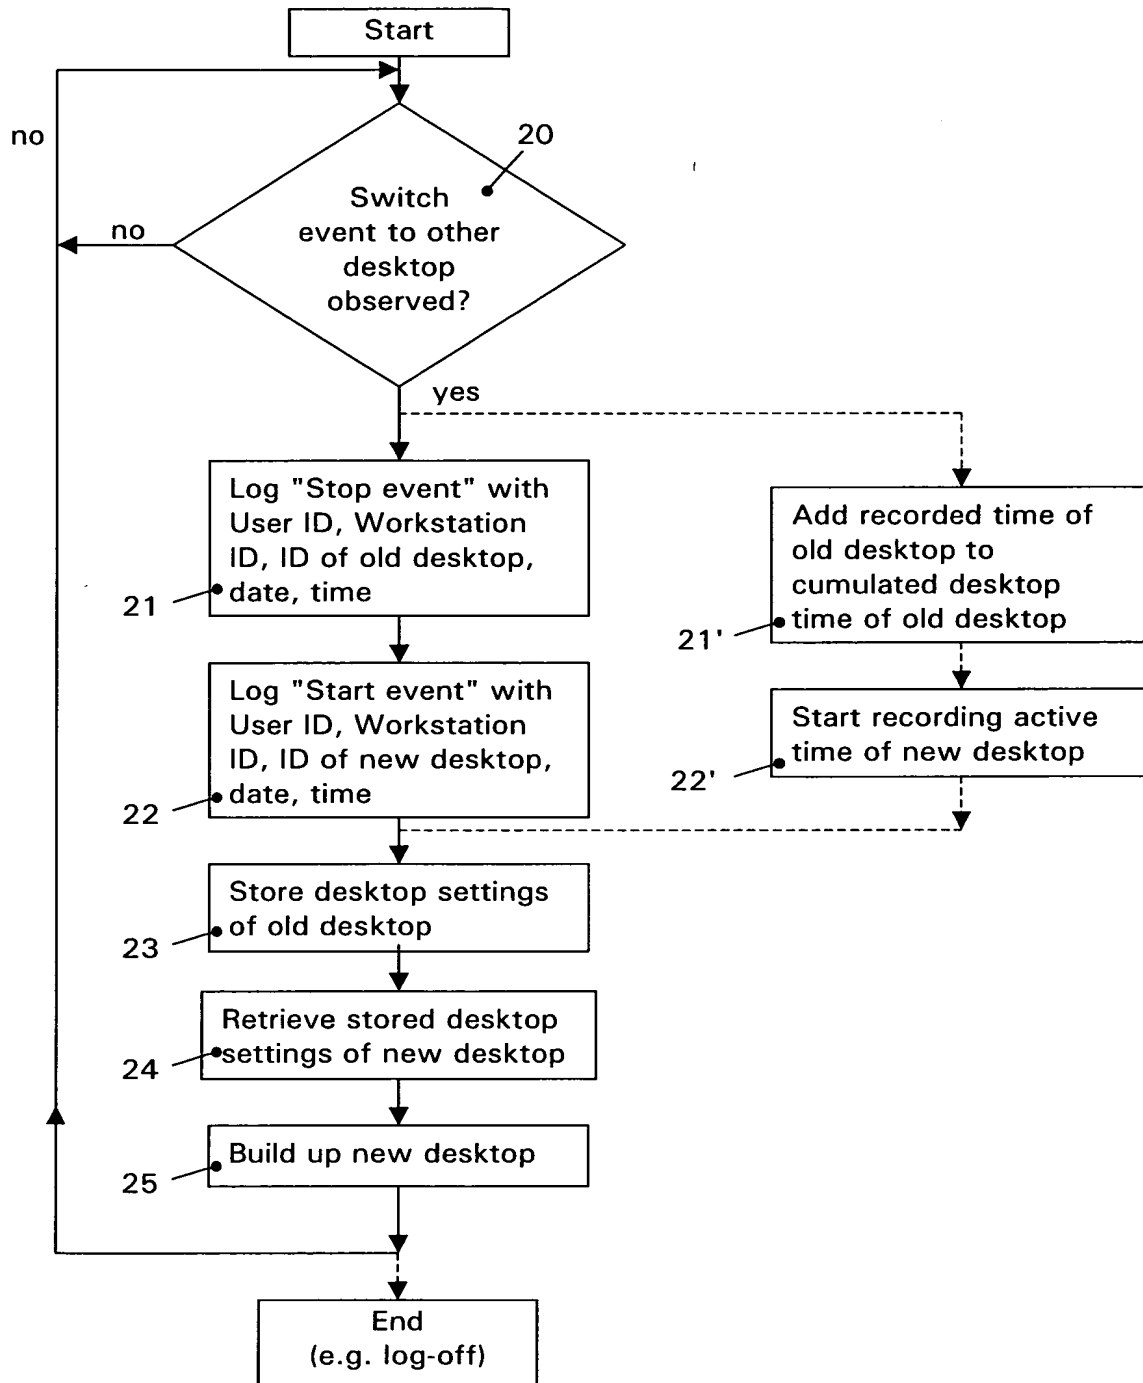 Start
no
20
Switch
event to other
desktop
observed?
no
yes
Log "Stop event" with
User ID, Workstation
ID, ID of old desktop,
date, time
21
Add recorded time of
old desktop to
cumulated desktop
time of old desktop
21'
Log "Start event" with
User ID, Workstation
ID, ID of new desktop,
date, time
22
Start recording active
time of new desktop
22'
Store desktop settings
of old desktop
23
Retrieve stored desktop
settings of new desktop
24
Build up new desktop
25
End
(e.g. log-off)